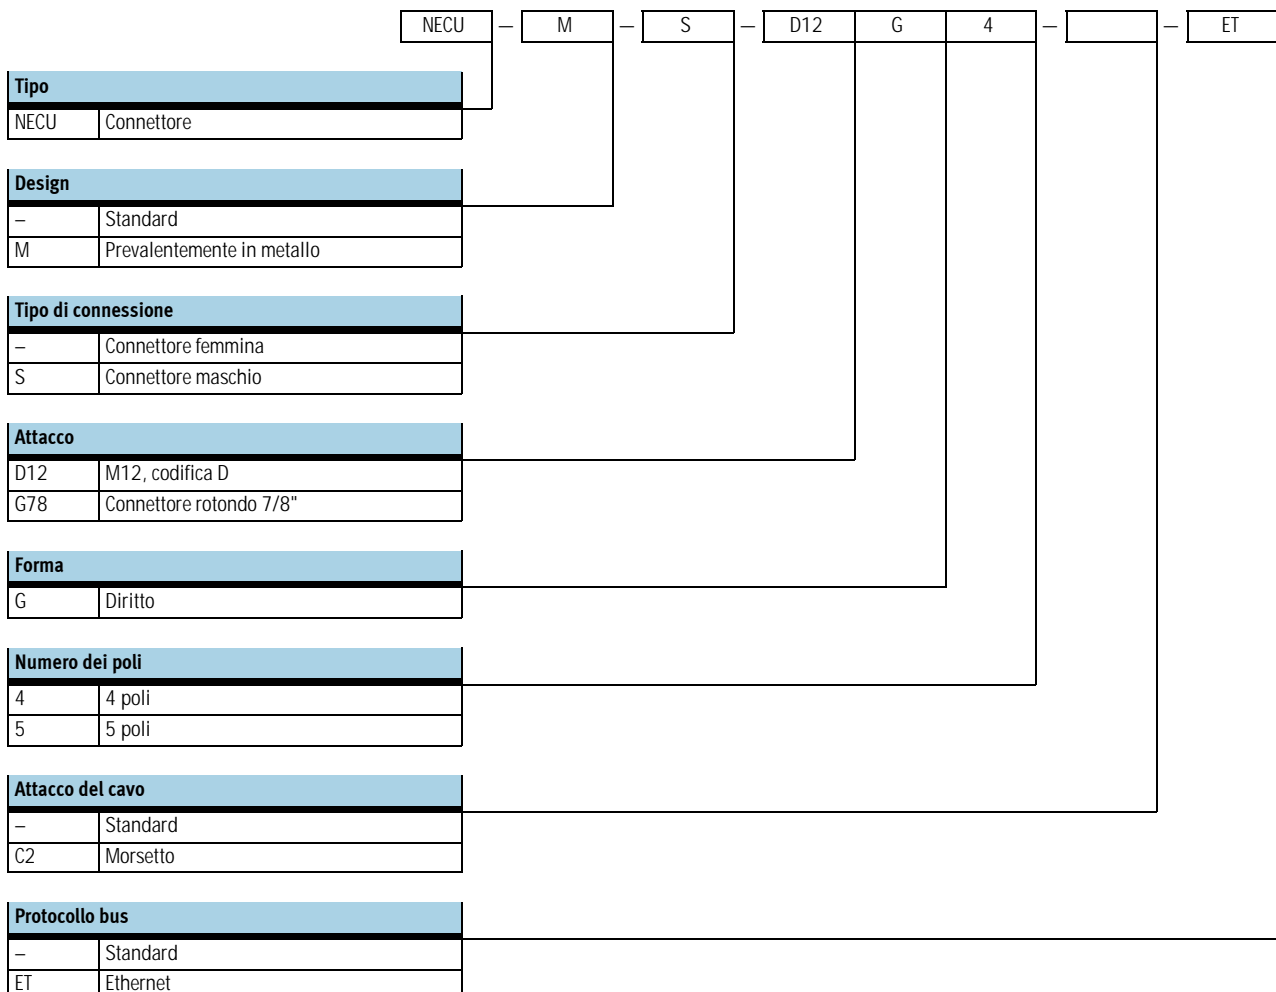 NECU – M – S – D12 G 4 – – ET
Tipo
NECU Connettore
Design
– Standard
M Prevalentemente in metallo
Tipo di connessione
– Connettore femmina
S Connettore maschio
Attacco
D12 M12, codifica D
G78 Connettore rotondo 7/8"
Forma
G Diritto
Numero dei poli
4 4 poli
5 5 poli
Attacco del cavo
– Standard
C2 Morsetto
Protocollo bus
– Standard
ET Ethernet